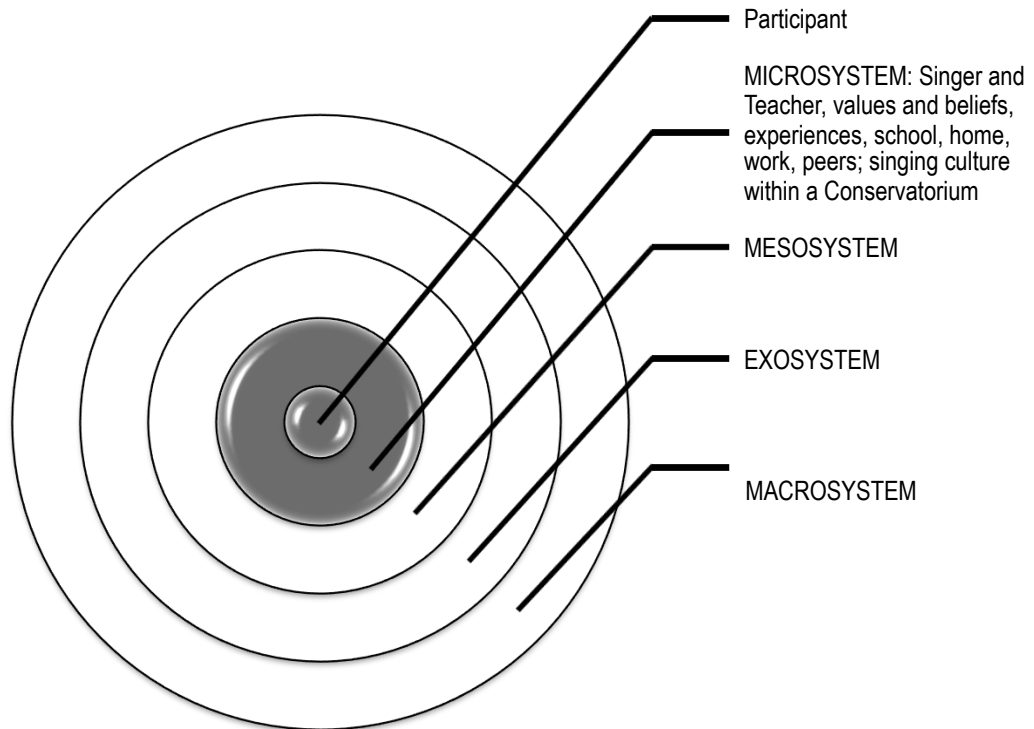 Participant
MICROSYSTEM: Singer and
Teacher, values and beliefs,
experiences, school, home,
work, peers; singing culture
within a Conservatorium
MESOSYSTEM
EXOSYSTEM
MACROSYSTEM